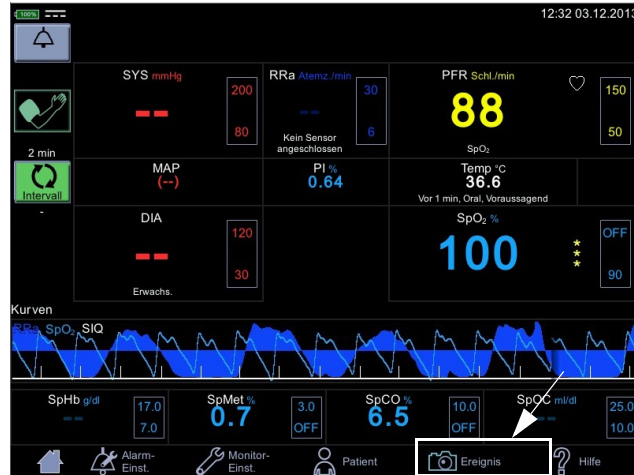 100%
12:32 03.12.2013
SYS mmHg
200
80
--
RRa Atemz./min
30
6
--
Kein Sensor
angeschlossen
PFR Schl./min
150
50
88
SpO₂
2 min
Intervall
-
MAP
(--)
PI %
0.64
Temp °C
36.6
Vor 1 min, Oral, Voraussagend
DIA
120
30
--
Erwachs.
SpO₂ %
100
***
OFF
90
Kurven
RRa SpO₂ SIQ
SpHb g/dl
--
17.0
7.0
SpMet %
0.7
3.0
OFF
SpCO %
6.5
10.0
OFF
SpOC ml/dl
--
25.0
10.0
Alarm-
Einst.
Monitor-
Einst.
Patient
Ereignis
Hilfe